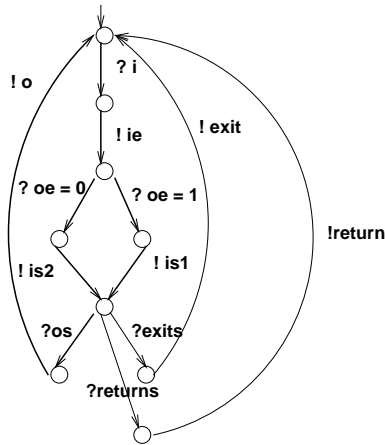 ? i
! o
! ie
! exit
? oe = 0
? oe = 1
!return
! is2
! is1
?os
?exits
?returns